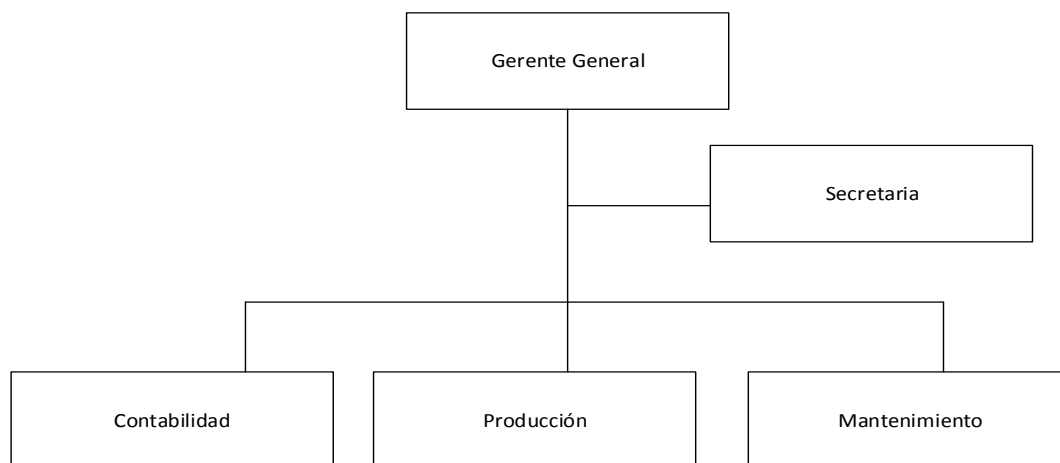 Gerente General
Secretaria
Contabilidad
Producción
Mantenimiento